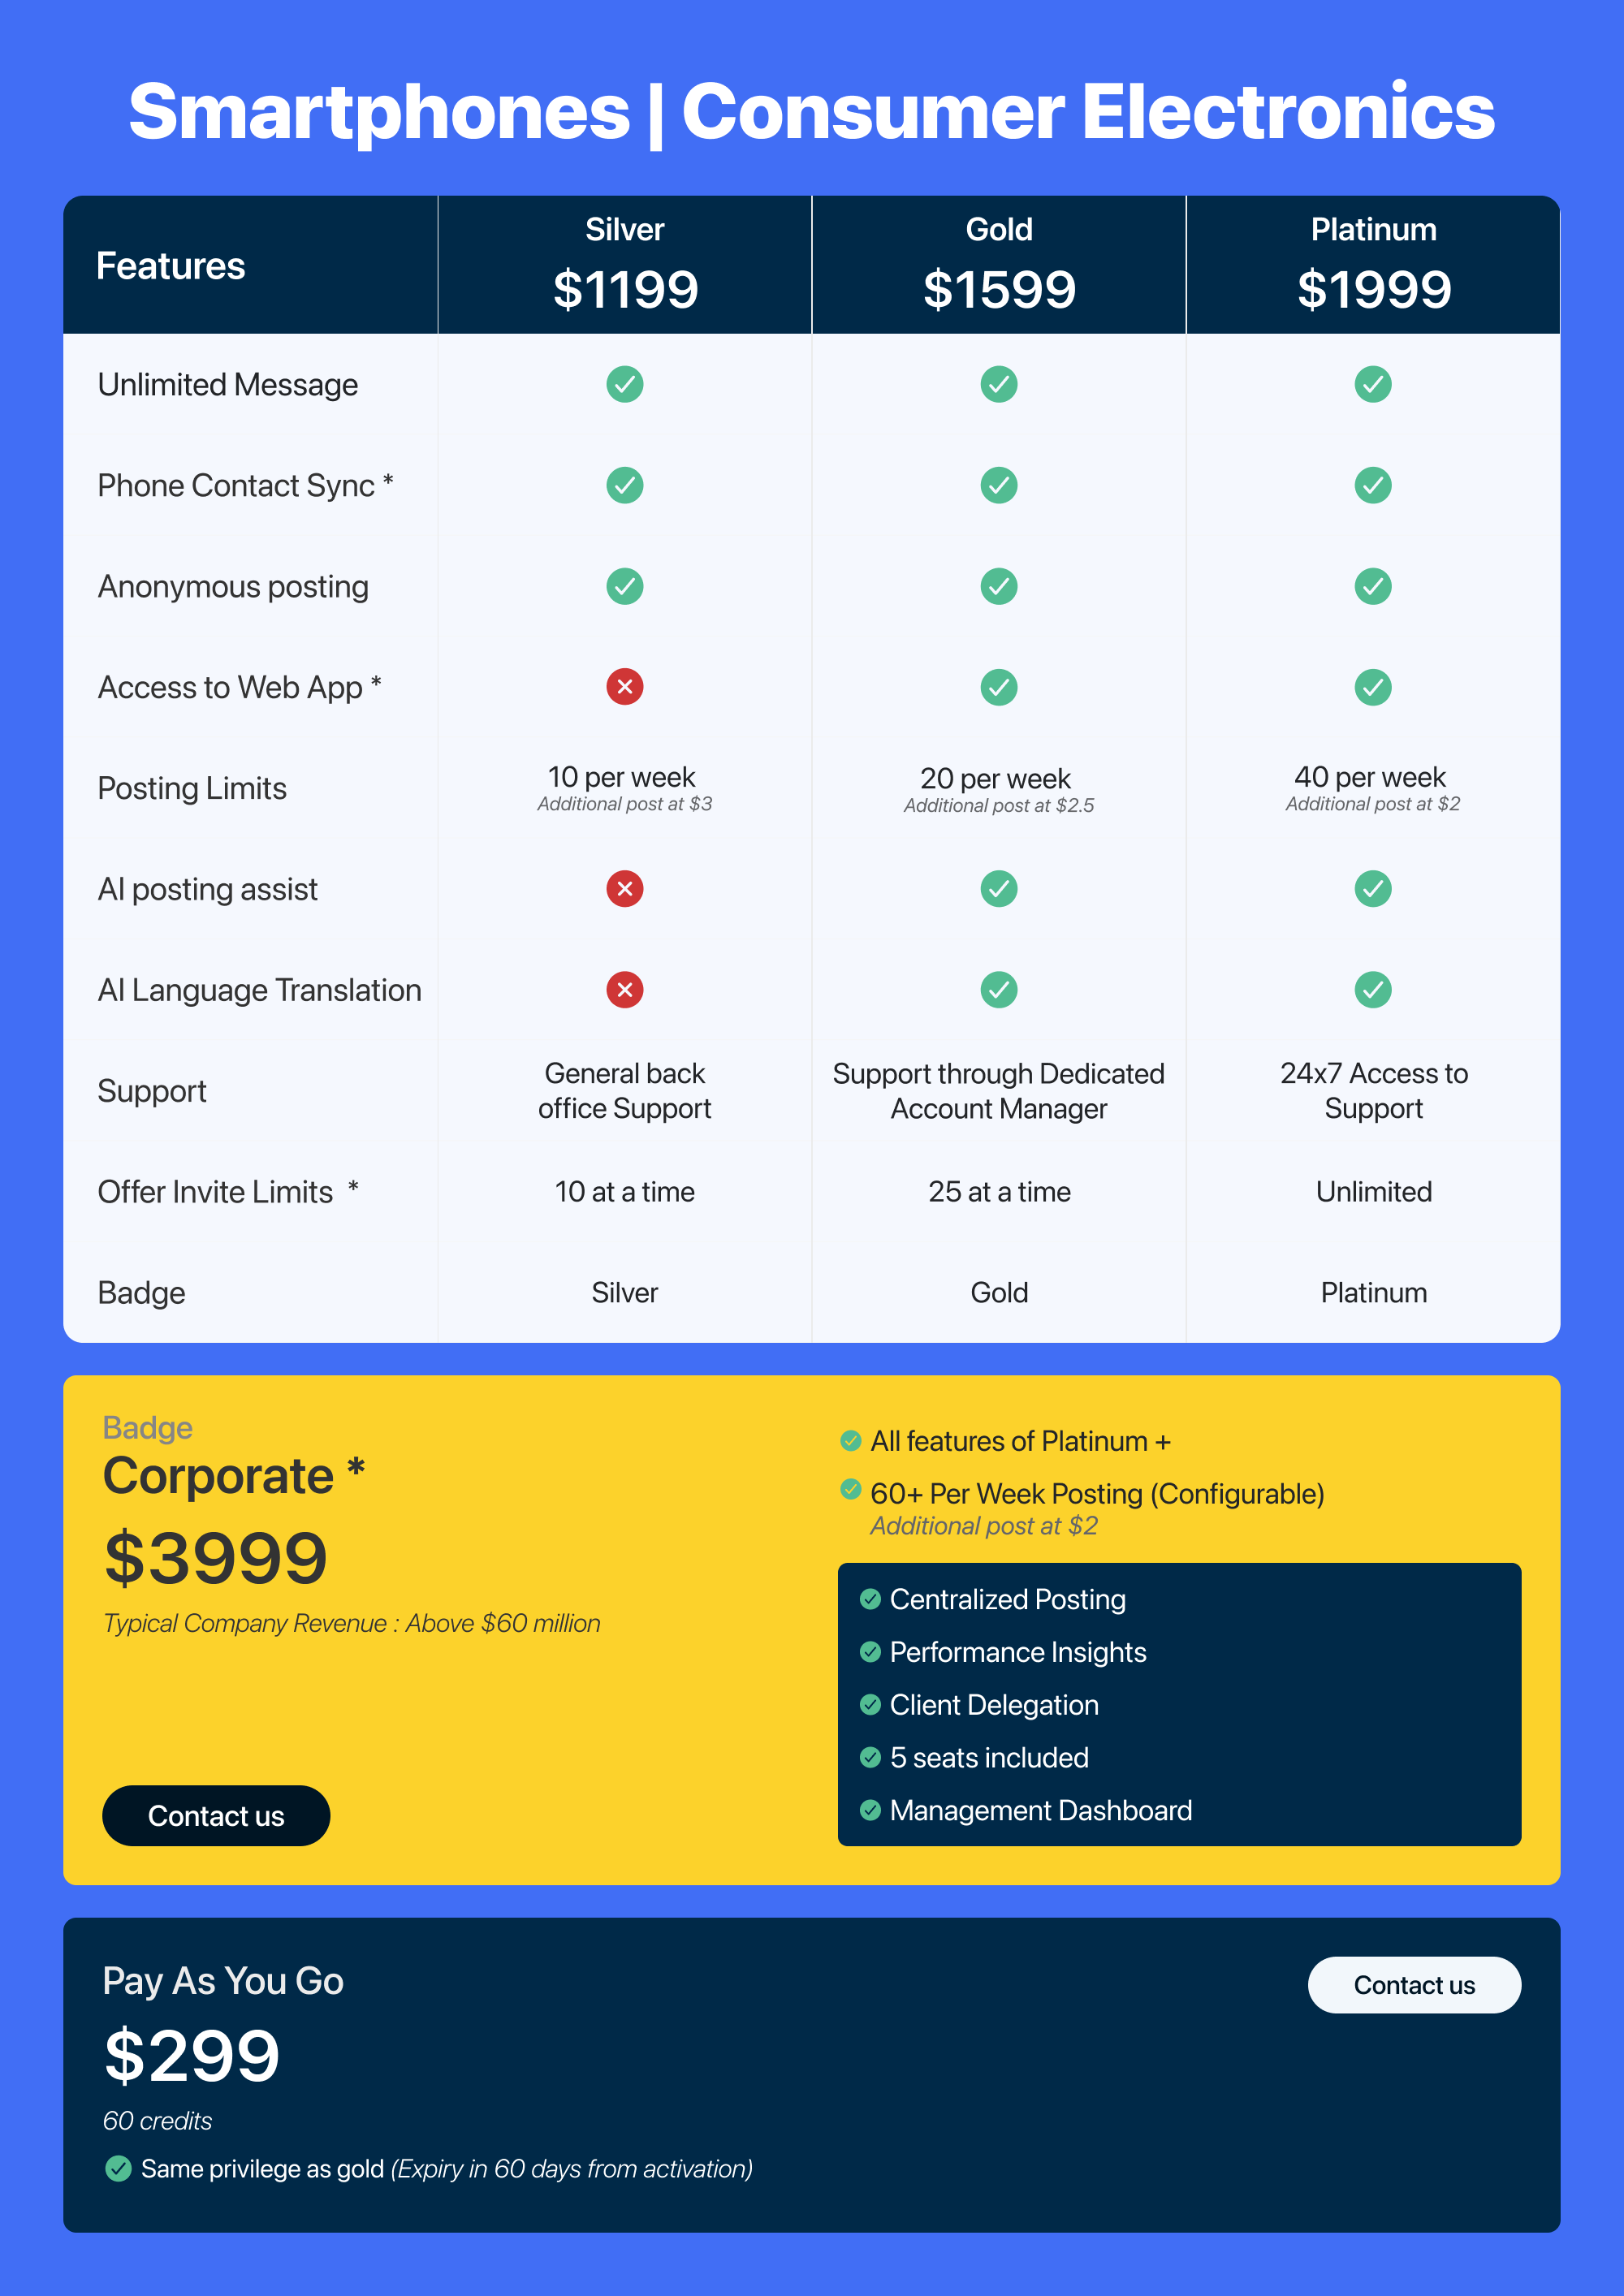 Smartphones | Consumer Electronics
Features
Silver
$1199
Gold
$1599
Platinum
$1999
Unlimited Message
Phone Contact Sync *
Anonymous posting
Access to Web App *
Posting Limits
10 per week
Additional post at $3
20 per week
Additional post at $2.5
40 per week
Additional post at $2
AI posting assist
AI Language Translation
Support
General back
office Support
Support through Dedicated
Account Manager
24x7 Access to
Support
Offer Invite Limits *
10 at a time
25 at a time
Unlimited
Badge
Silver
Gold
Platinum
Badge
Corporate *
$3999
Typical Company Revenue : Above $60 million
Contact us
All features of Platinum +
60+ Per Week Posting (Configurable)
Additional post at $2
Centralized Posting
Performance Insights
Client Delegation
5 seats included
Management Dashboard
Pay As You Go
Contact us
$299
60 credits
Same privilege as gold (Expiry in 60 days from activation)